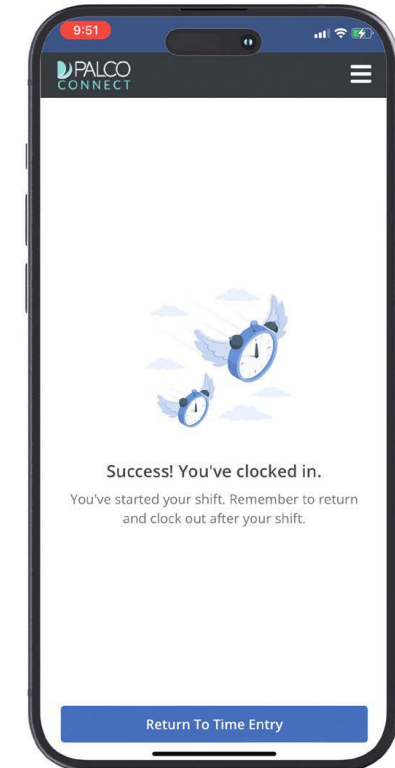 9:51
PALCO
CONNECT
Success! You've clocked in.
You've started your shift. Remember to return
and clock out after your shift.
Return To Time Entry